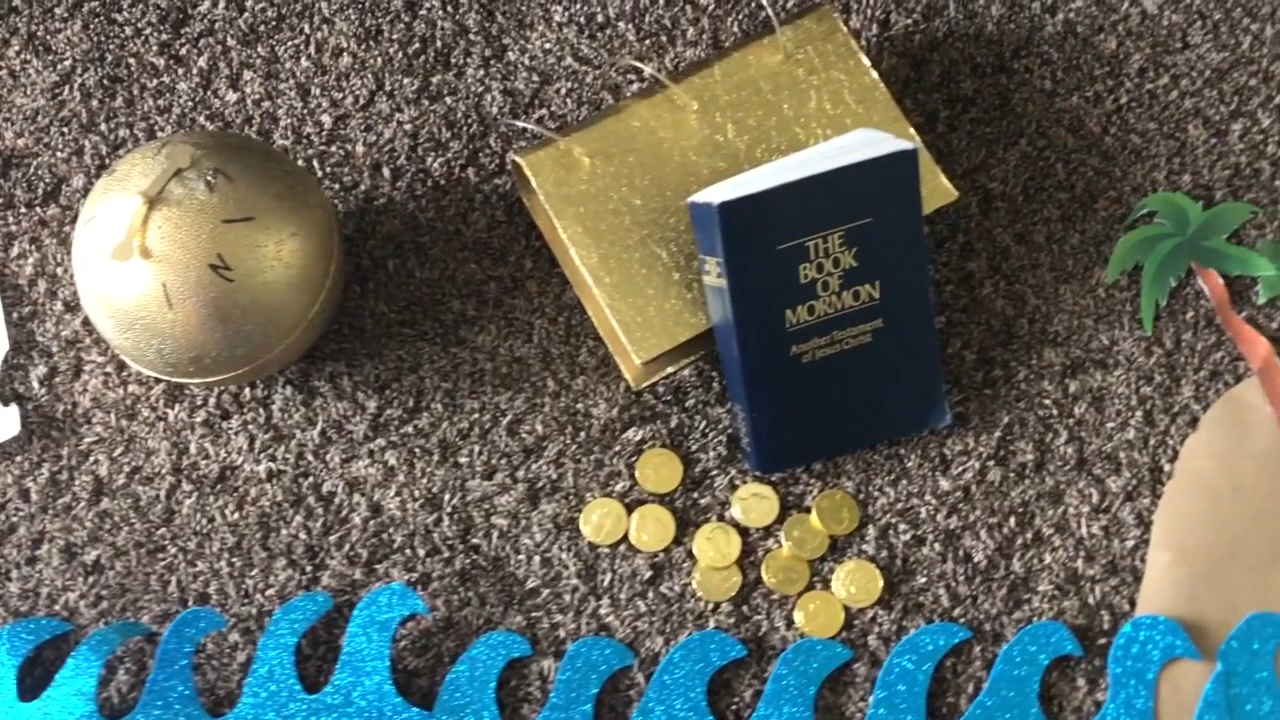 THE
BOOK
OF
MORMON
Another Testament
of Jesus Christ
N